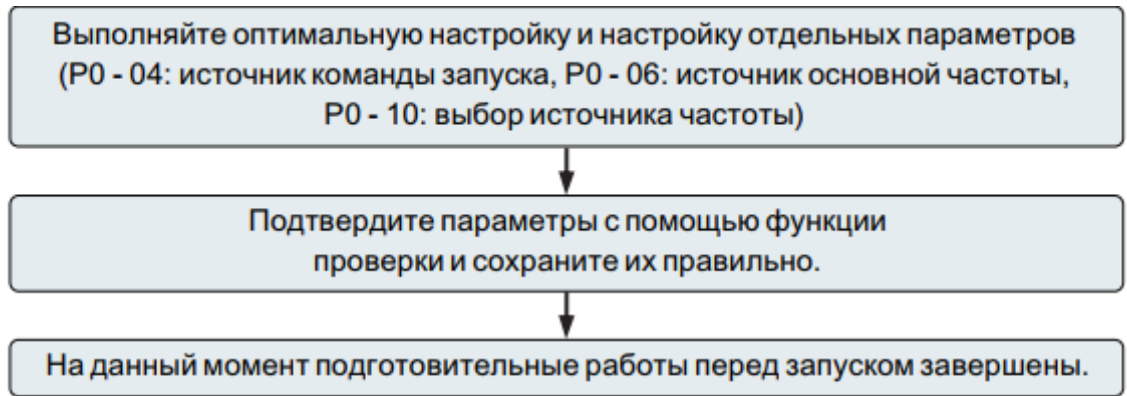 Выполняйте оптимальную настройку и настройку отдельных параметров
(P0 - 04: источник команды запуска, P0 - 06: источник основной частоты,
P0 - 10: выбор источника частоты)
Подтвердите параметры с помощью функции
проверки и сохраните их правильно.
На данный момент подготовительные работы перед запуском завершены.